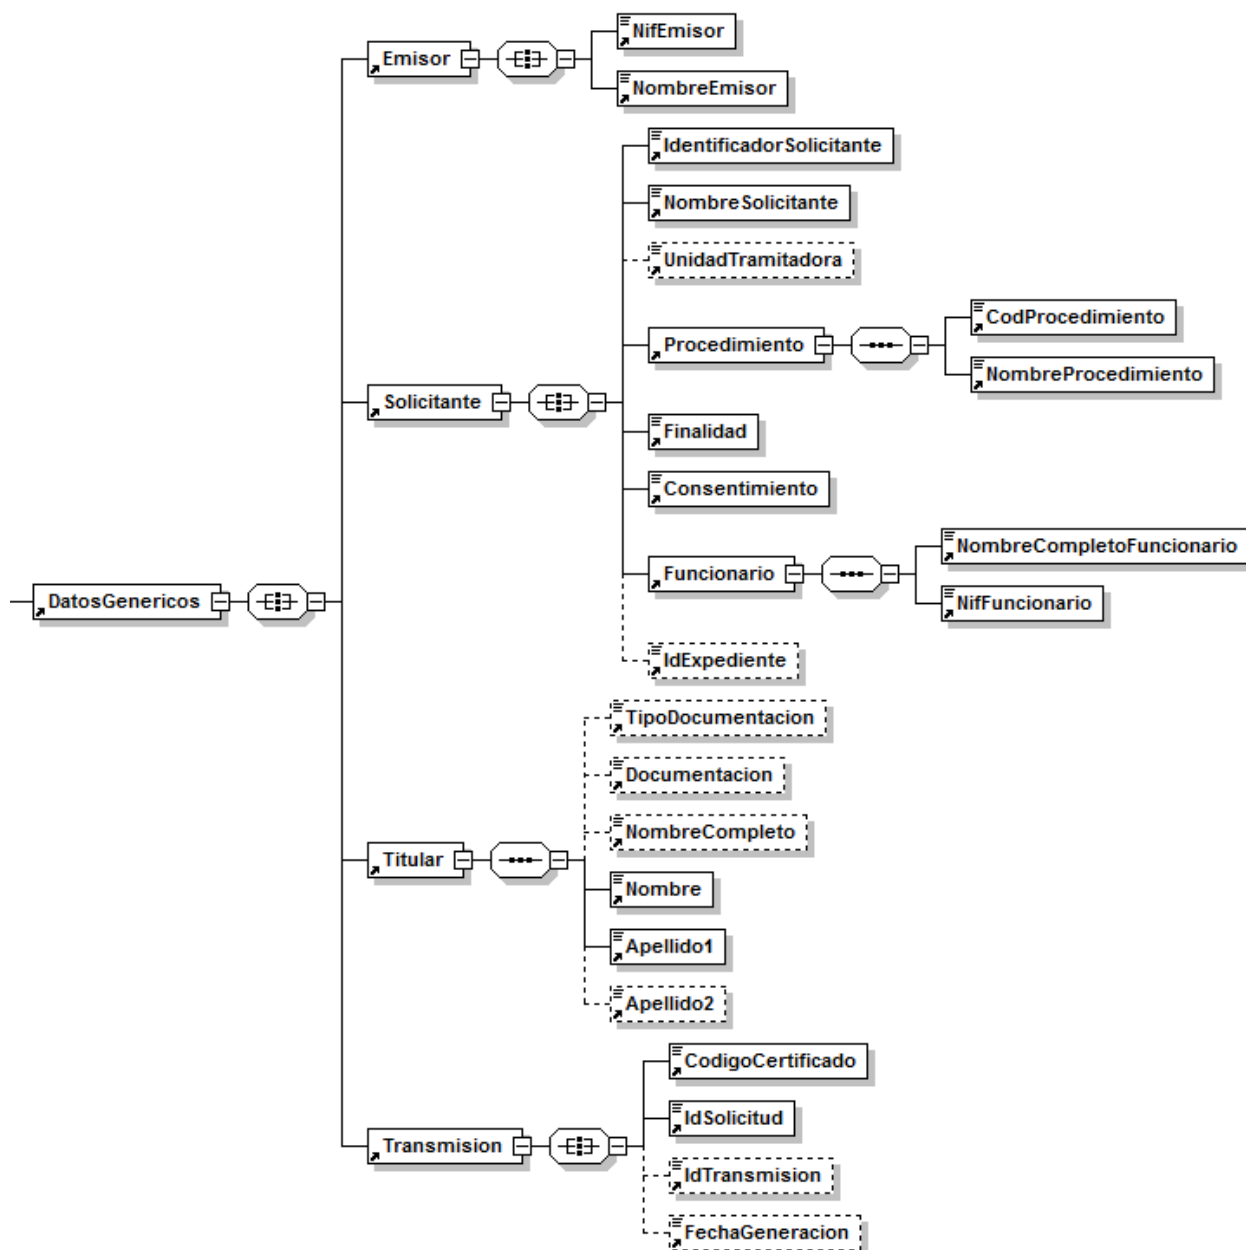 NifEmisor
Emisor
NombreEmisor
IdentificadorSolicitante
NombreSolicitante
UnidadTramitadora
CodProcedimiento
Procedimiento
NombreProcedimiento
Solicitante
Finalidad
Consentimiento
NombreCompletoFuncionario
Funcionario
NifFuncionario
DatosGenericos
IdExpediente
TipoDocumentacion
Documentacion
NombreCompleto
Titular
Nombre
Apellido1
Apellido2
CodigoCertificado
IdSolicitud
Transmision
IdTransmision
FechaGeneracion